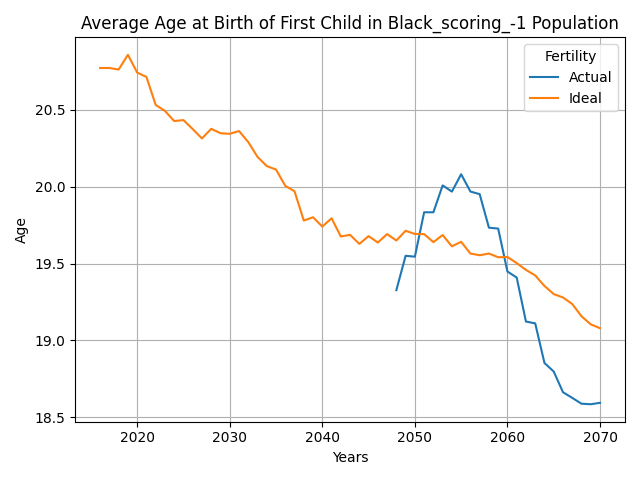 Average Age at Birth of First Child in Black_scoring_-1 Population
Fertility
Actual
Ideal
Age
20.5
20.0
19.5
19.0
18.5
2020 2030 2040 2050 2060 2070
Years